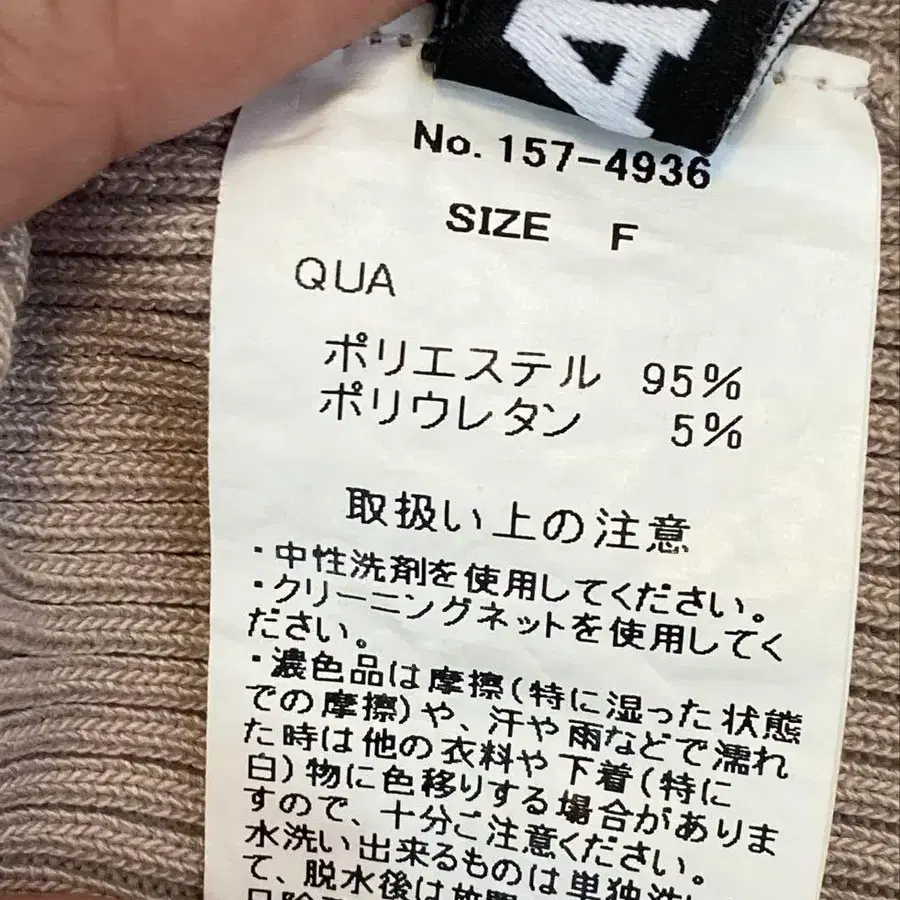 No. 157-4936
SIZE F
QUA
ポリエステル 95%
ポリウレタン 5%
取扱い上の注意
・中性洗剤を使用してください。
・クリーニングネットを使用してく
ださい。
・濃色品は摩擦(特に湿った状態
での摩擦)や、汗や雨などで濡れ
た時は他の衣料や下着(特に
白)物に色移りする場合がありま
すので、十分ご注意ください。
水洗い出来るものは単独洗い
て、脱水後は放置